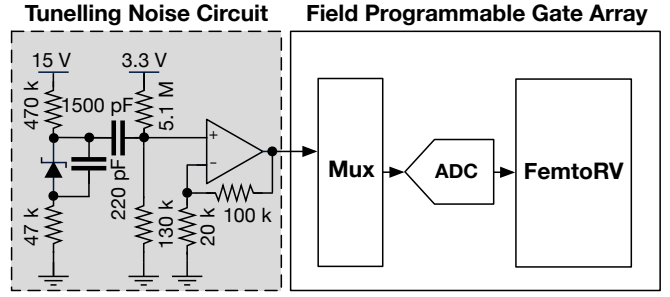 Tunelling Noise Circuit
Field Programmable Gate Array
15 V
3.3 V
470 k
1500 pF
5.1 M
+
−
Mux
ADC
FemtoRV
220 pF
100 k
47 k
130 k
20 k